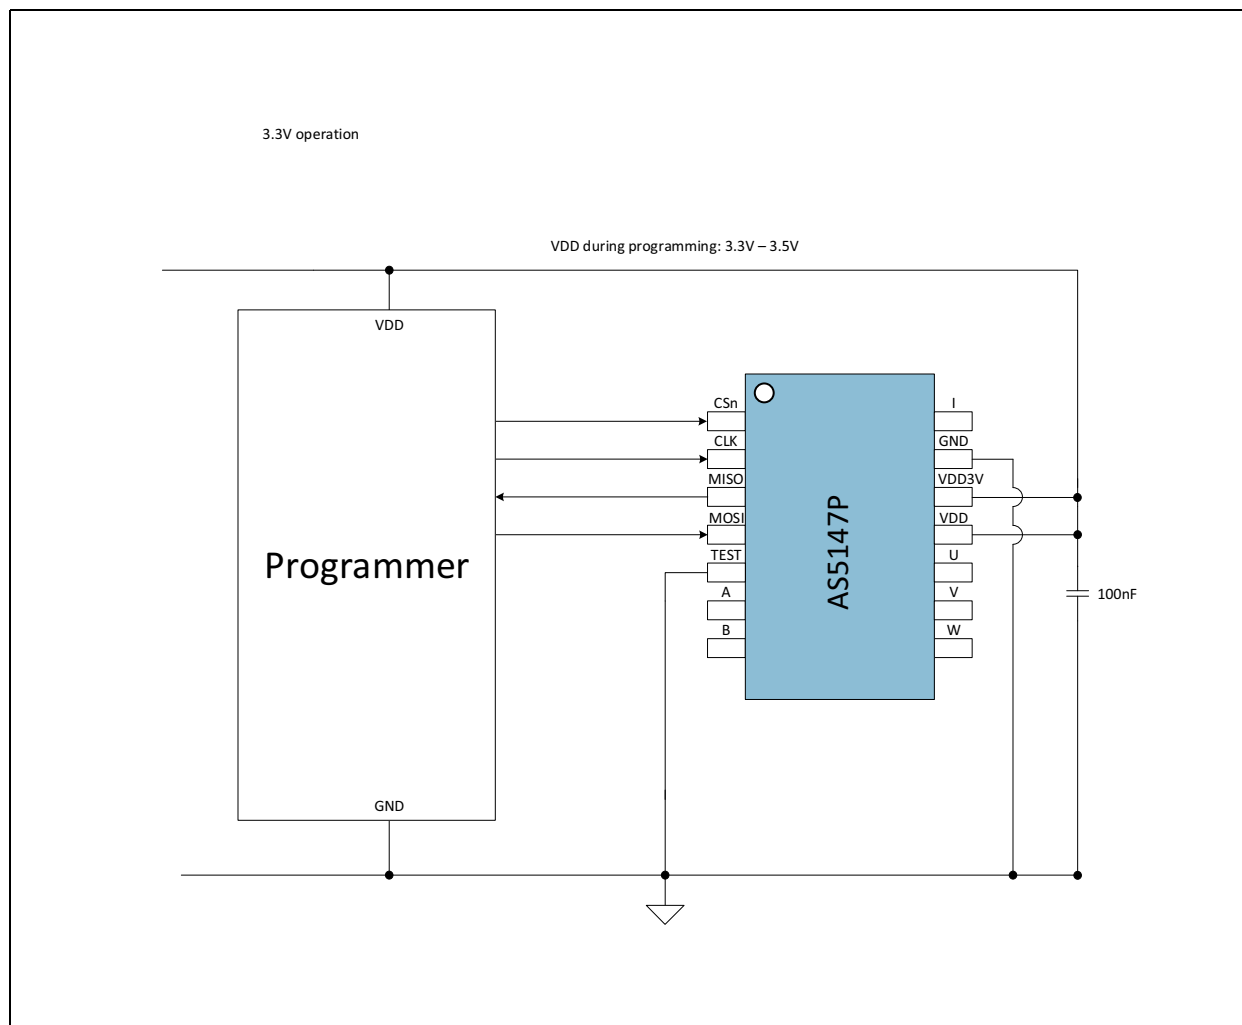 3.3V operation
VDD during programming: 3.3V – 3.5V
VDD
Programmer
GND
CSn
CLK
MISO
MOSI
TEST
A
B
AS5147P
I
GND
VDD3V
VDD
U
V
W
100nF